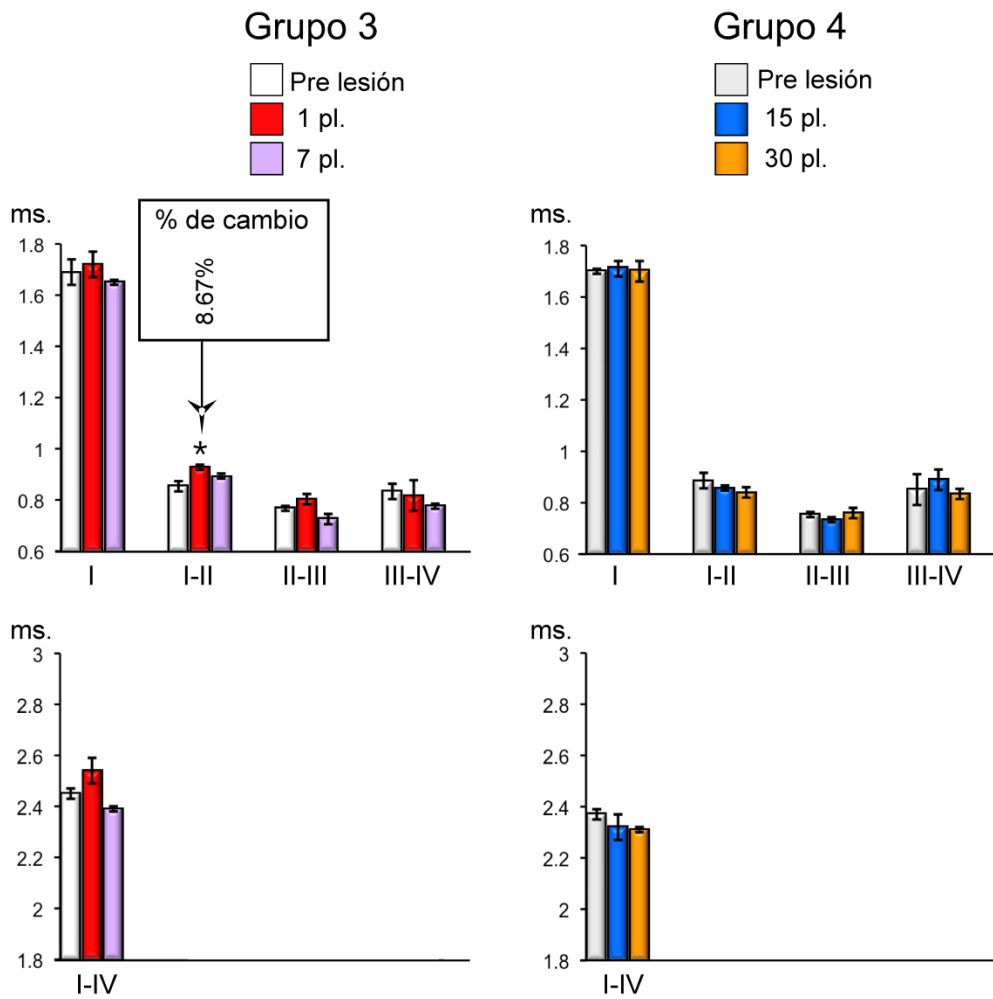 Grupo 3
Pre lesión
1 pl.
7 pl.
ms.
% de cambio
8.67%
*
1.8
1.6
1.4
1.2
1
0.8
0.6
I I-II II-III III-IV
ms.
3
2.8
2.6
2.4
2.2
2
1.8
I-IV
Grupo 4
Pre lesión
15 pl.
30 pl.
ms.
1.8
1.6
1.4
1.2
1
0.8
0.6
I I-II II-III III-IV
ms.
3
2.8
2.6
2.4
2.2
2
1.8
I-IV